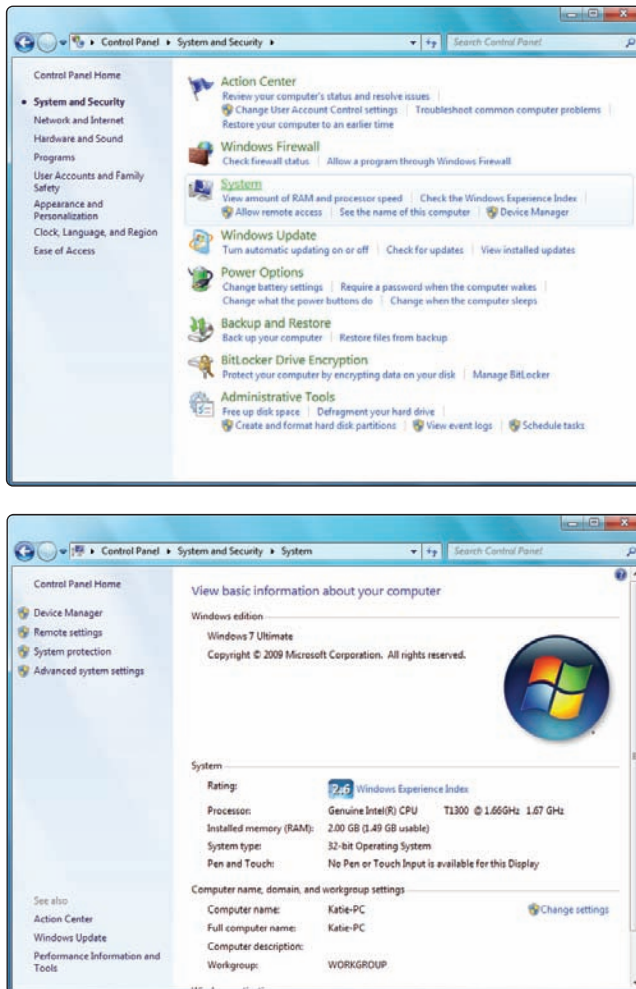 Control Panel ▸ System and Security ▸
Search Control Panel
Control Panel Home
System and Security
Network and Internet
Hardware and Sound
Programs
User Accounts and Family
Safety
Appearance and
Personalization
Clock, Language, and Region
Ease of Access
Action Center
Review your computer's status and resolve issues
Change User Account Control settings Troubleshoot common computer problems
Restore your computer to an earlier time
Windows Firewall
Check firewall status Allow a program through Windows Firewall
System
View amount of RAM and processor speed Check the Windows Experience Index
Allow remote access See the name of this computer Device Manager
Windows Update
Turn automatic updating on or off Check for updates View installed updates
Power Options
Change battery settings Require a password when the computer wakes
Change what the power buttons do Change when the computer sleeps
Backup and Restore
Back up your computer Restore files from backup
BitLocker Drive Encryption
Protect your computer by encrypting data on your disk Manage BitLocker
Administrative Tools
Free up disk space Defragment your hard drive
Create and format hard disk partitions View event logs Schedule tasks
Control Panel ▸ System and Security ▸ System
Search Control Panel
Control Panel Home
Device Manager
Remote settings
System protection
Advanced system settings
See also
Action Center
Windows Update
Performance Information and
Tools
View basic information about your computer
Windows edition
Windows 7 Ultimate
Copyright © 2009 Microsoft Corporation. All rights reserved.
System
Rating: 2.6 Windows Experience Index
Processor: Genuine Intel(R) CPU T1300 @ 1.66GHz 1.67 GHz
Installed memory (RAM): 2.00 GB (1.49 GB usable)
System type: 32-bit Operating System
Pen and Touch: No Pen or Touch Input is available for this Display
Computer name, domain, and workgroup settings
Computer name: Katie-PC Change settings
Full computer name: Katie-PC
Computer description:
Workgroup: WORKGROUP